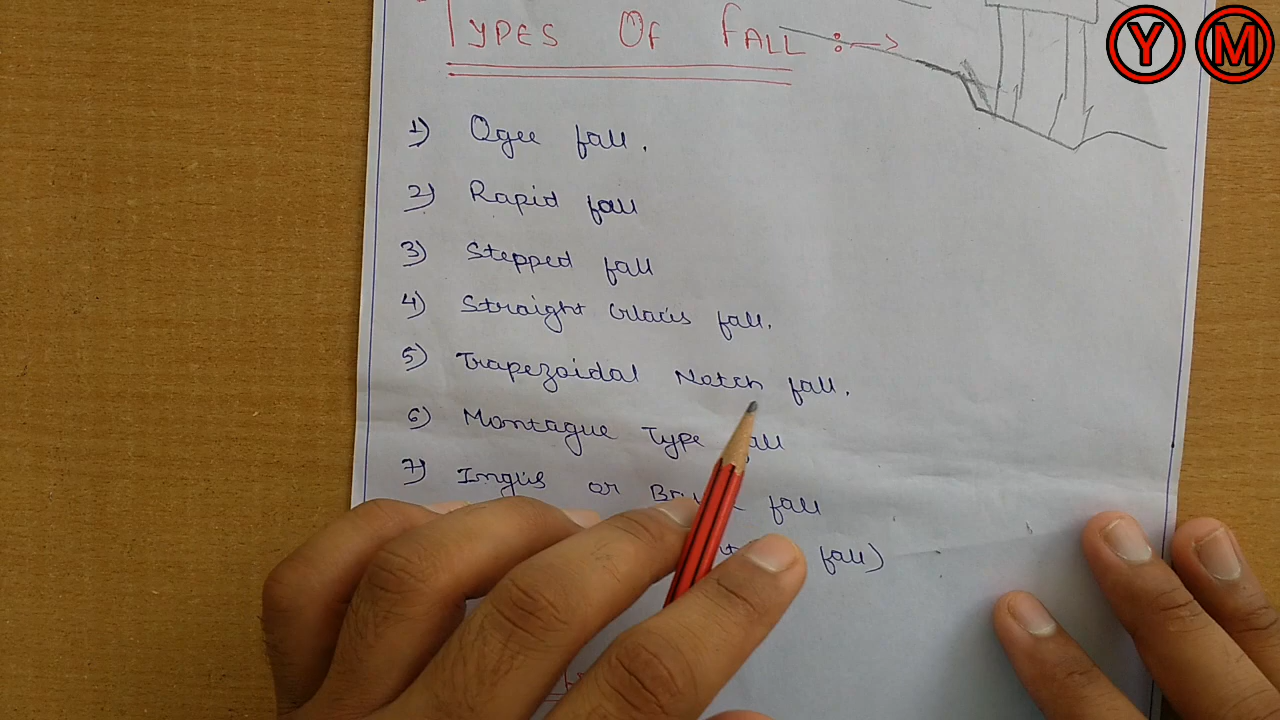 TYPES OF FALL :→
Y M
1) Ogee fall.
2) Rapid fall
3) Stepped fall
4) Straight Glacis fall.
5) Trapezoidal Notch fall.
6) Montague Type fall
7) Inglis or fall
fall)